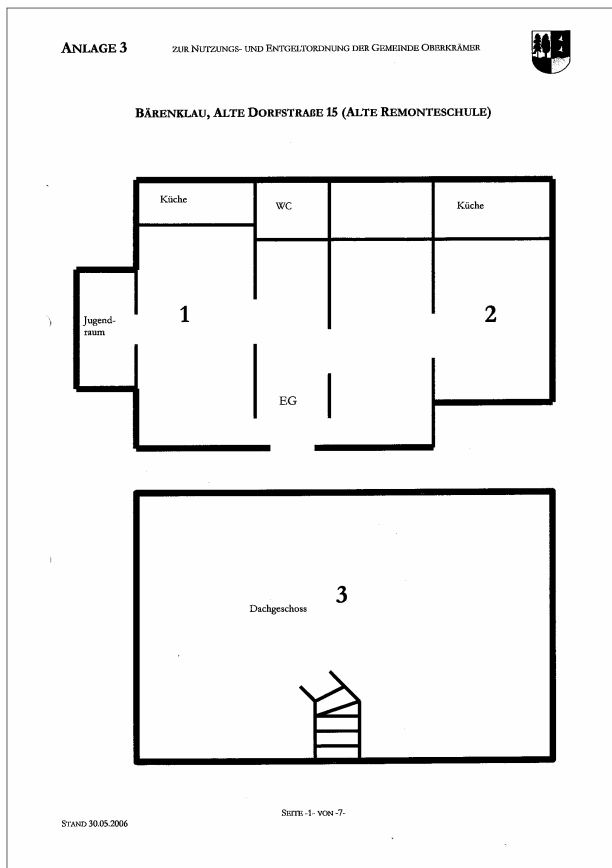 ANLAGE 3 ZUR NUTZUNGS- UND ENTGELTORDNUNG DER GEMEINDE OBERKRÄMER
BÄRENKLAU, ALTE DORFSTRAßE 15 (ALTE REMONTESCHULE)
Küche
WC
Küche
Jugend-
raum
1
2
EG
3
Dachgeschoss
SEITE -1- VON -7-
STAND 30.05.2006